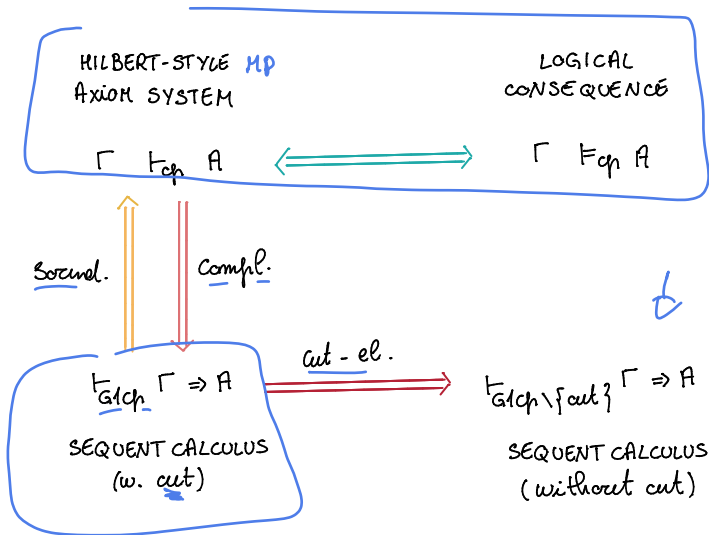 HILBERT-STYLE MP
AXIOM SYSTEM
Γ ⊢cp A
LOGICAL
CONSEQUENCE
Γ ⊨cp A
Sound.
Compl.
cut-el.
⊢G1cp Γ ⇒ A
SEQUENT CALCULUS
(w. cut)
⊢G1cp\{cut} Γ ⇒ A
SEQUENT CALCULUS
(without cut)